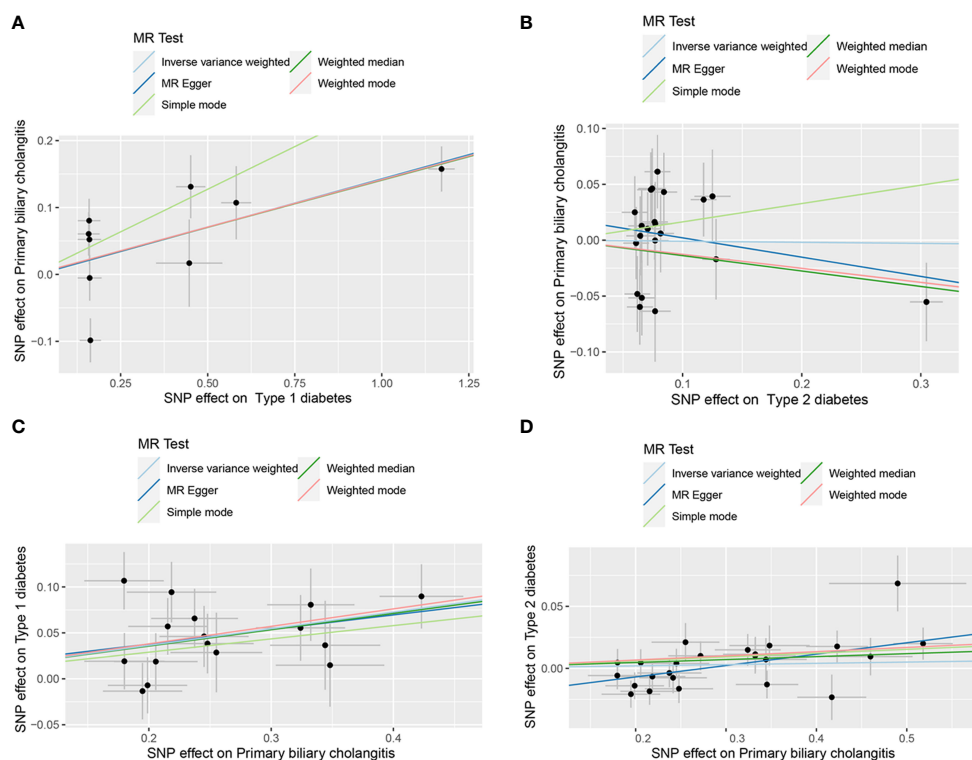 A
MR Test
Inverse variance weighted
Weighted median
MR Egger
Weighted mode
Simple mode
SNP effect on Primary biliary cholangitis
0.2
0.1
0.0
−0.1
0.25
0.50
0.75
1.00
1.25
SNP effect on Type 1 diabetes
B
MR Test
Inverse variance weighted
Weighted median
MR Egger
Weighted mode
Simple mode
SNP effect on Primary biliary cholangitis
0.10
0.05
0.00
−0.05
−0.10
0.1
0.2
0.3
SNP effect on Type 2 diabetes
C
MR Test
Inverse variance weighted
Weighted median
MR Egger
Weighted mode
Simple mode
SNP effect on Type 1 diabetes
0.10
0.05
0.00
−0.05
0.2
0.3
0.4
SNP effect on Primary biliary cholangitis
D
MR Test
Inverse variance weighted
Weighted median
MR Egger
Weighted mode
Simple mode
SNP effect on Type 2 diabetes
0.05
0.00
0.2
0.3
0.4
0.5
SNP effect on Primary biliary cholangitis